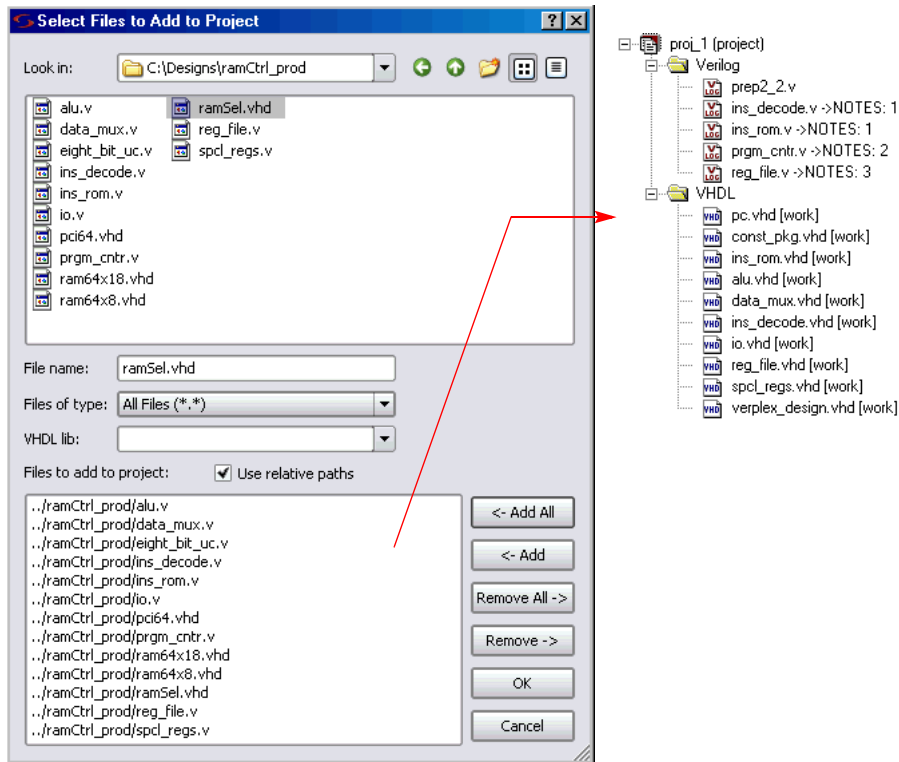 Select Files to Add to Project
Look in: C:\Designs\ramCtrl_prod
alu.v
data_mux.v
eight_bit_uc.v
ins_decode.v
ins_rom.v
io.v
pci64.vhd
prgm_cntr.v
ram64x18.vhd
ram64x8.vhd
ramSel.vhd
reg_file.v
spcl_regs.v
File name: ramSel.vhd
Files of type: All Files (*.*)
VHDL lib:
Files to add to project: Use relative paths
../ramCtrl_prod/alu.v
../ramCtrl_prod/data_mux.v
../ramCtrl_prod/eight_bit_uc.v
../ramCtrl_prod/ins_decode.v
../ramCtrl_prod/ins_rom.v
../ramCtrl_prod/io.v
../ramCtrl_prod/pci64.vhd
../ramCtrl_prod/prgm_cntr.v
../ramCtrl_prod/ram64x18.vhd
../ramCtrl_prod/ram64x8.vhd
../ramCtrl_prod/ramSel.vhd
../ramCtrl_prod/reg_file.v
../ramCtrl_prod/spcl_regs.v
<- Add All
<- Add
Remove All ->
Remove ->
OK
Cancel
proj_1 (project)
Verilog
prep2_2.v
ins_decode.v ->NOTES: 1
ins_rom.v ->NOTES: 1
prgm_cntr.v ->NOTES: 2
reg_file.v ->NOTES: 3
VHDL
pc.vhd [work]
const_pkg.vhd [work]
ins_rom.vhd [work]
alu.vhd [work]
data_mux.vhd [work]
ins_decode.vhd [work]
io.vhd [work]
reg_file.vhd [work]
spcl_regs.vhd [work]
verplex_design.vhd [work]